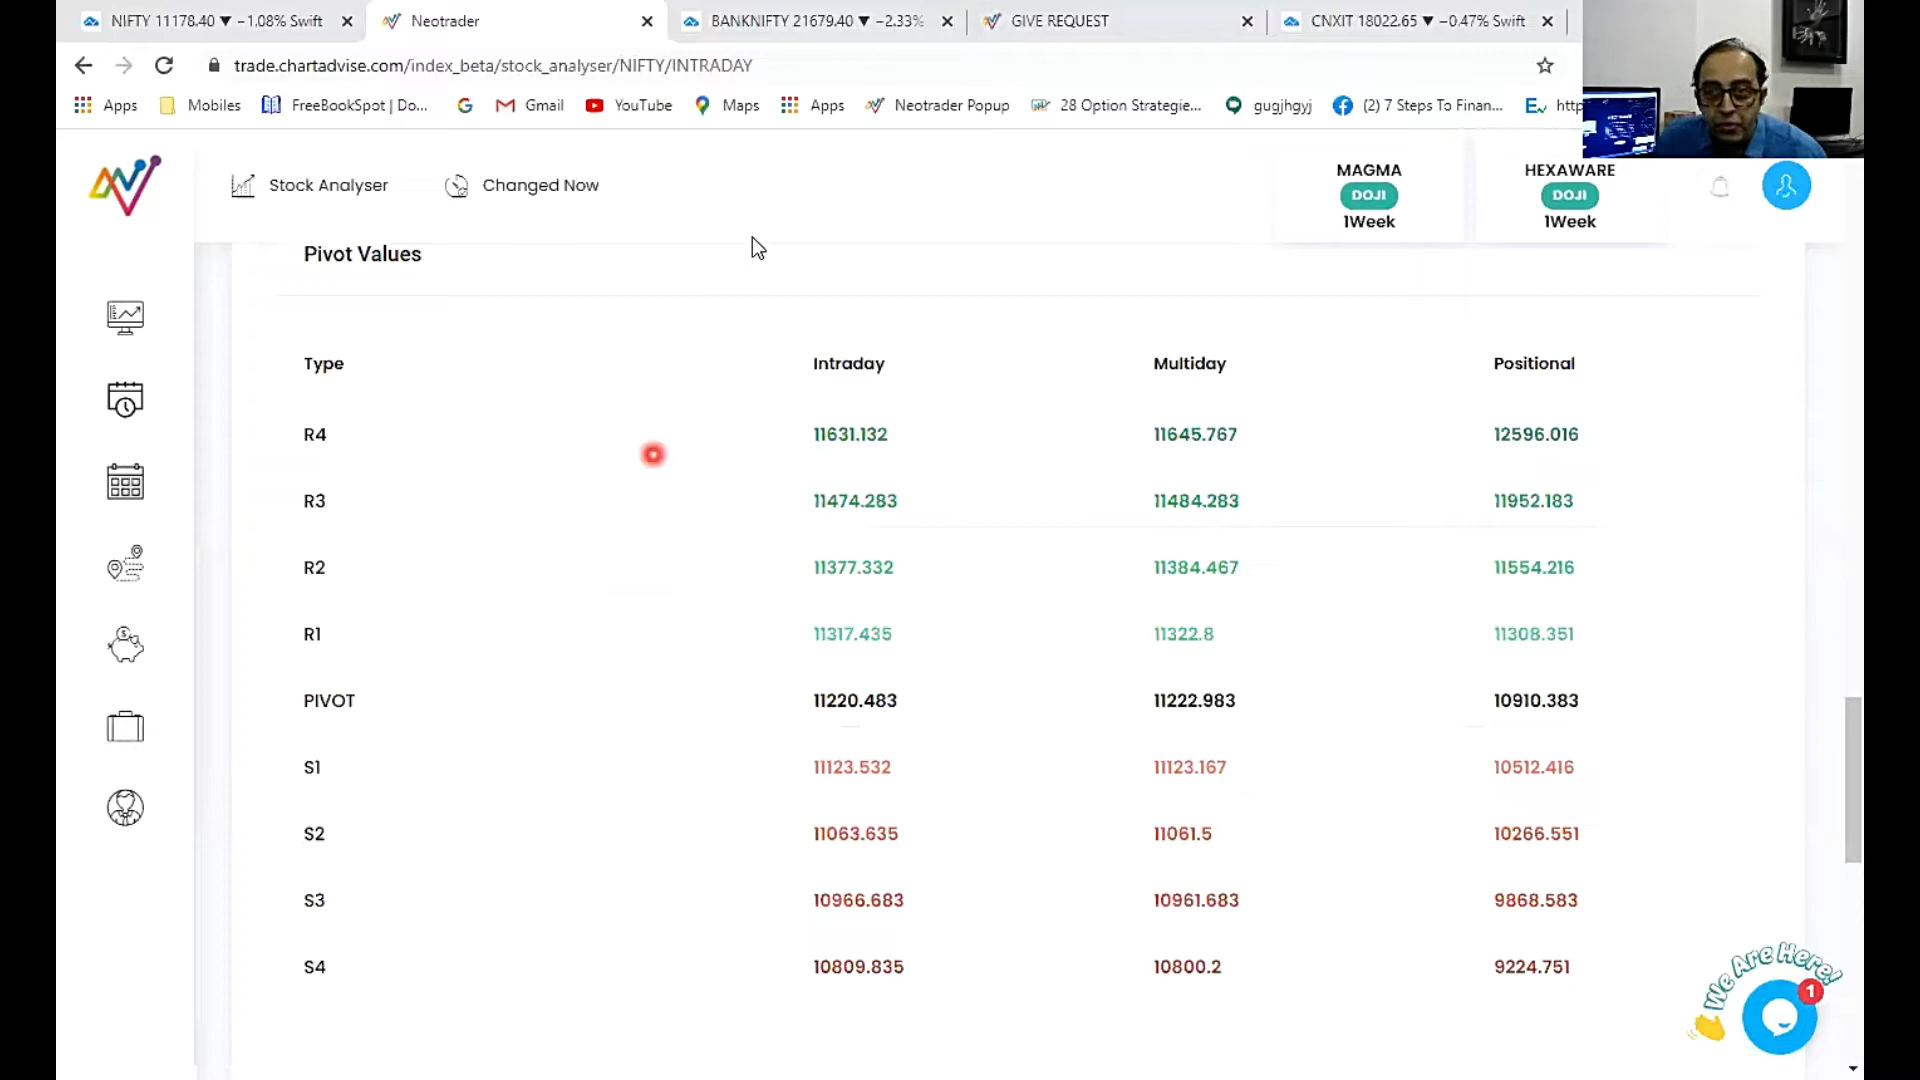 NIFTY 11178.40 ▼ −1.08% Swift
Neotrader
BANKNIFTY 21679.40 ▼ −2.33%
GIVE REQUEST
CNXIT 18022.65 ▼ −0.47% Swift
trade.chartadvise.com/index_beta/stock_analyser/NIFTY/INTRADAY
Apps Mobiles FreeBookSpot | Do... Gmail YouTube Maps Apps Neotrader Popup 28 Option Strategie... gugjhgyj (2) 7 Steps To Finan... http
Stock Analyser Changed Now
MAGMA
DOJI
1Week
HEXAWARE
DOJI
1Week
Pivot Values
Type Intraday Multiday Positional
R4 11631.132 11645.767 12596.016
R3 11474.283 11484.283 11952.183
R2 11377.332 11384.467 11554.216
R1 11317.435 11322.8 11308.351
PIVOT 11220.483 11222.983 10910.383
S1 11123.532 11123.167 10512.416
S2 11063.635 11061.5 10266.551
S3 10966.683 10961.683 9868.583
S4 10809.835 10800.2 9224.751
We Are Here!
1